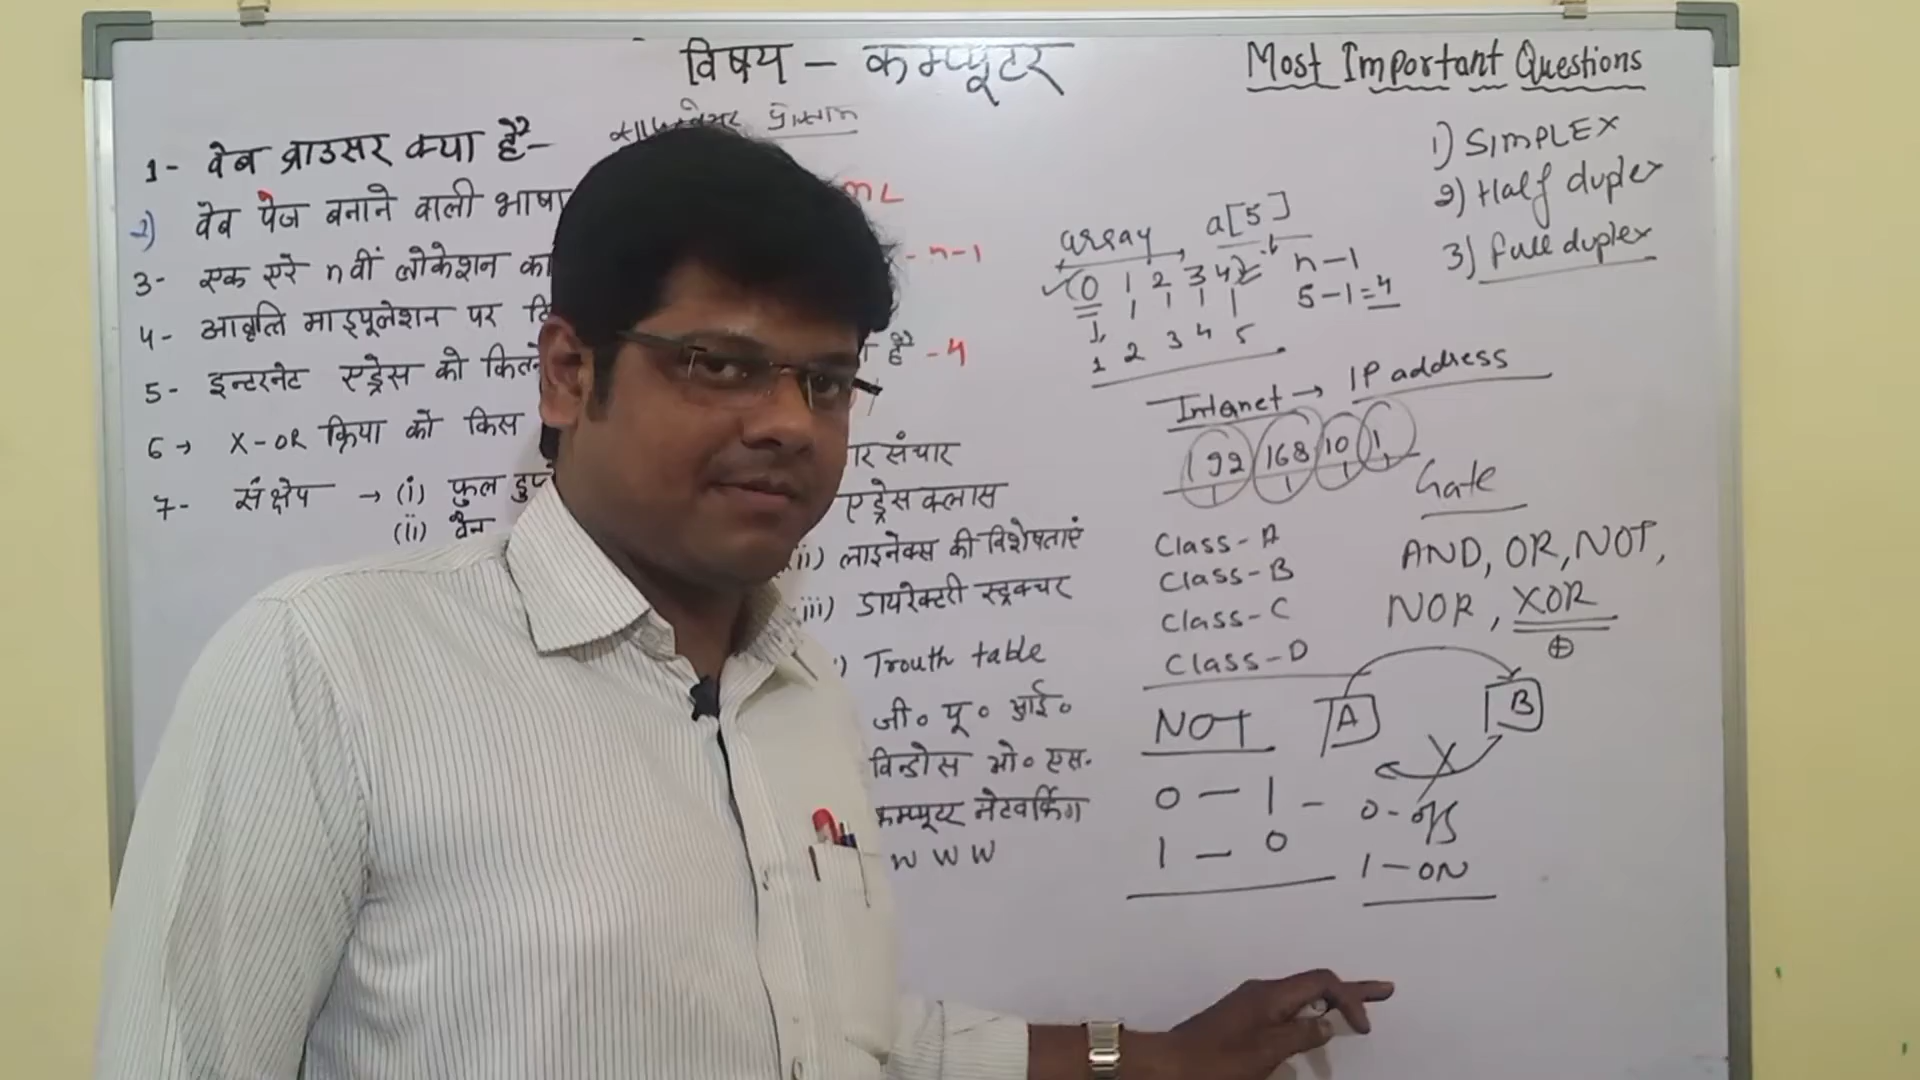 विषय – कम्प्यूटर
Most Important Questions
1- वेब ब्राउसर क्या है-
2) वेब पेज बनाने वाली भाषा
ML
3- एक एरे n वीं लोकेशन का
- n-1
4- आवृत्ति माड्यूलेशन पर
5- इन्टरनेट एड्रेस को कितने
है - 4
6→ X-OR क्रिया को किस
7- संक्षेप → (i) फुल डुप्
(ii) वैन
संचार
एड्रेस क्लास
(ii) लाइनेक्स की विशेषताएं
iii) डायरेक्टरी स्ट्रक्चर
) Trouth table
जी० यू० आई०
विन्डोस ओ० एस.
कम्प्यूटर नेटवर्किंग
W W W
array, a[5]
0 1 2 3 4
1 2 3 4 5
n-1
5-1=4
1) SIMPLEX
2) Half duplex
3) full duplex
Internet → IP address
192 168 10 1
Class-A
Class-B
Class-C
Class-D
Gate
AND, OR, NOT,
NOR, XOR
⊕
NOT
0 - 1 -
1 - 0
A
B
X
0-off
1-ON